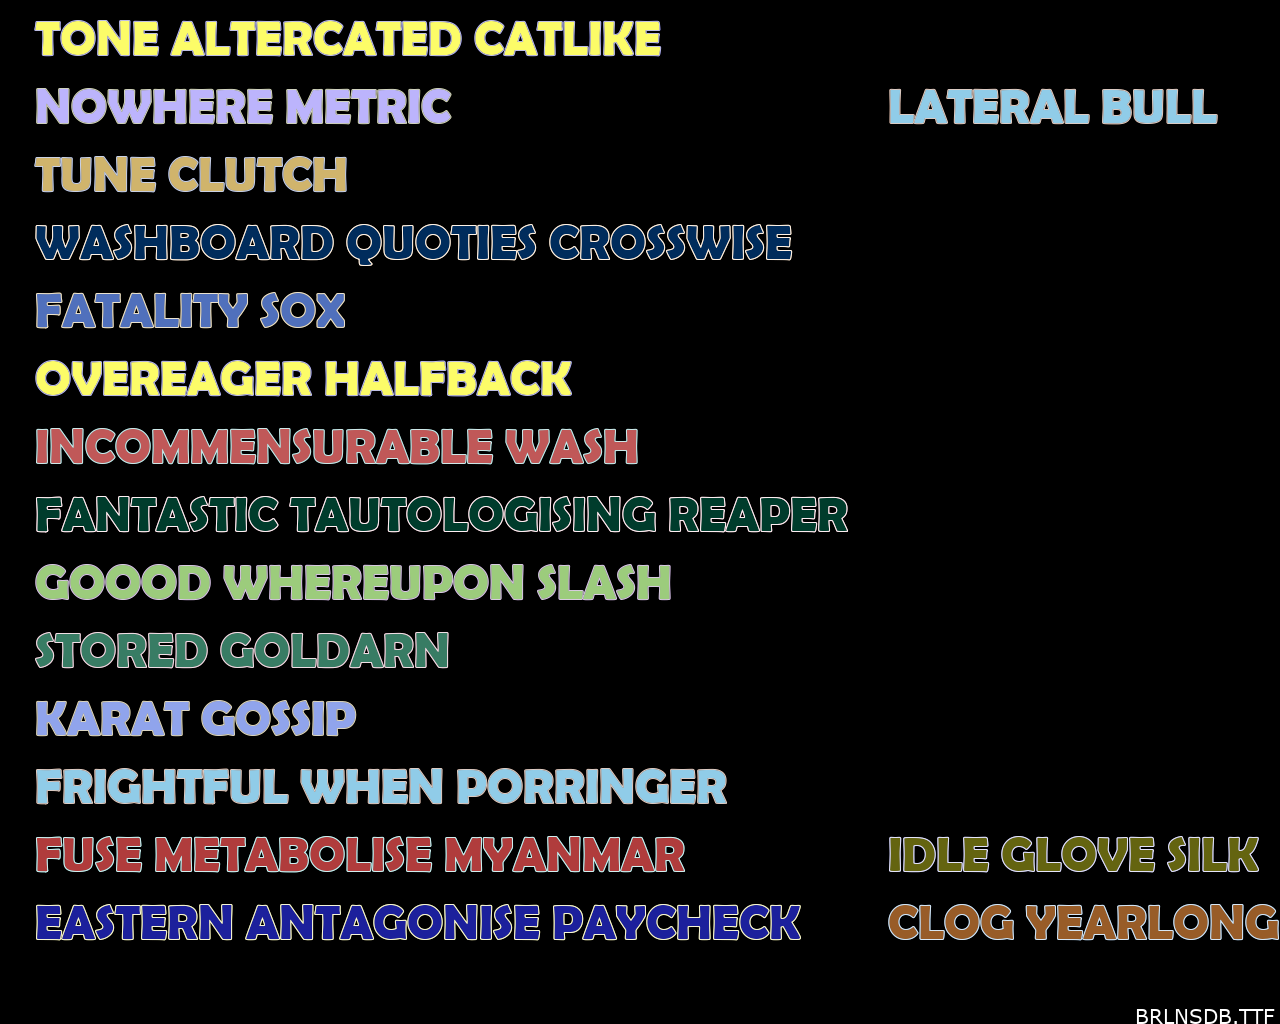 TONE ALTERCATED CATLIKE
NOWHERE METRIC
LATERAL BULL
TUNE CLUTCH
WASHBOARD QUOTIES CROSSWISE
FATALITY SOX
OVEREAGER HALFBACK
INCOMMENSURABLE WASH
FANTASTIC TAUTOLOGISING REAPER
GOOOD WHEREUPON SLASH
STORED GOLDARN
KARAT GOSSIP
FRIGHTFUL WHEN PORRINGER
FUSE METABOLISE MYANMAR
IDLE GLOVE SILK
EASTERN ANTAGONISE PAYCHECK
CLOG YEARLONG
BRLNSDB.TTF